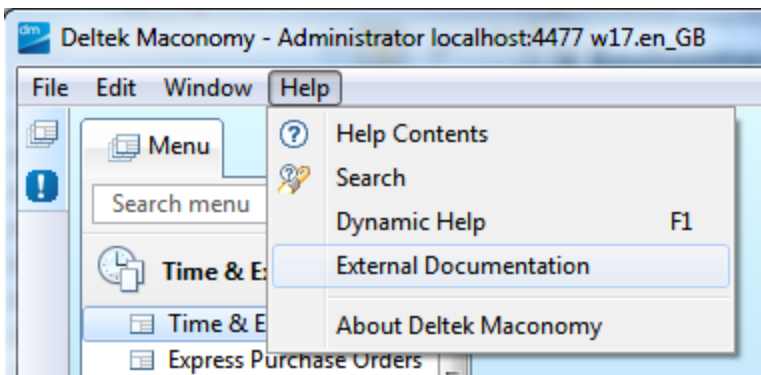 dm Deltek Maconomy - Administrator localhost:4477 w17.en_GB
File Edit Window Help
Menu
Search menu
Time & E
Time & E
Express Purchase Orders
Help Contents
Search
Dynamic Help F1
External Documentation
About Deltek Maconomy